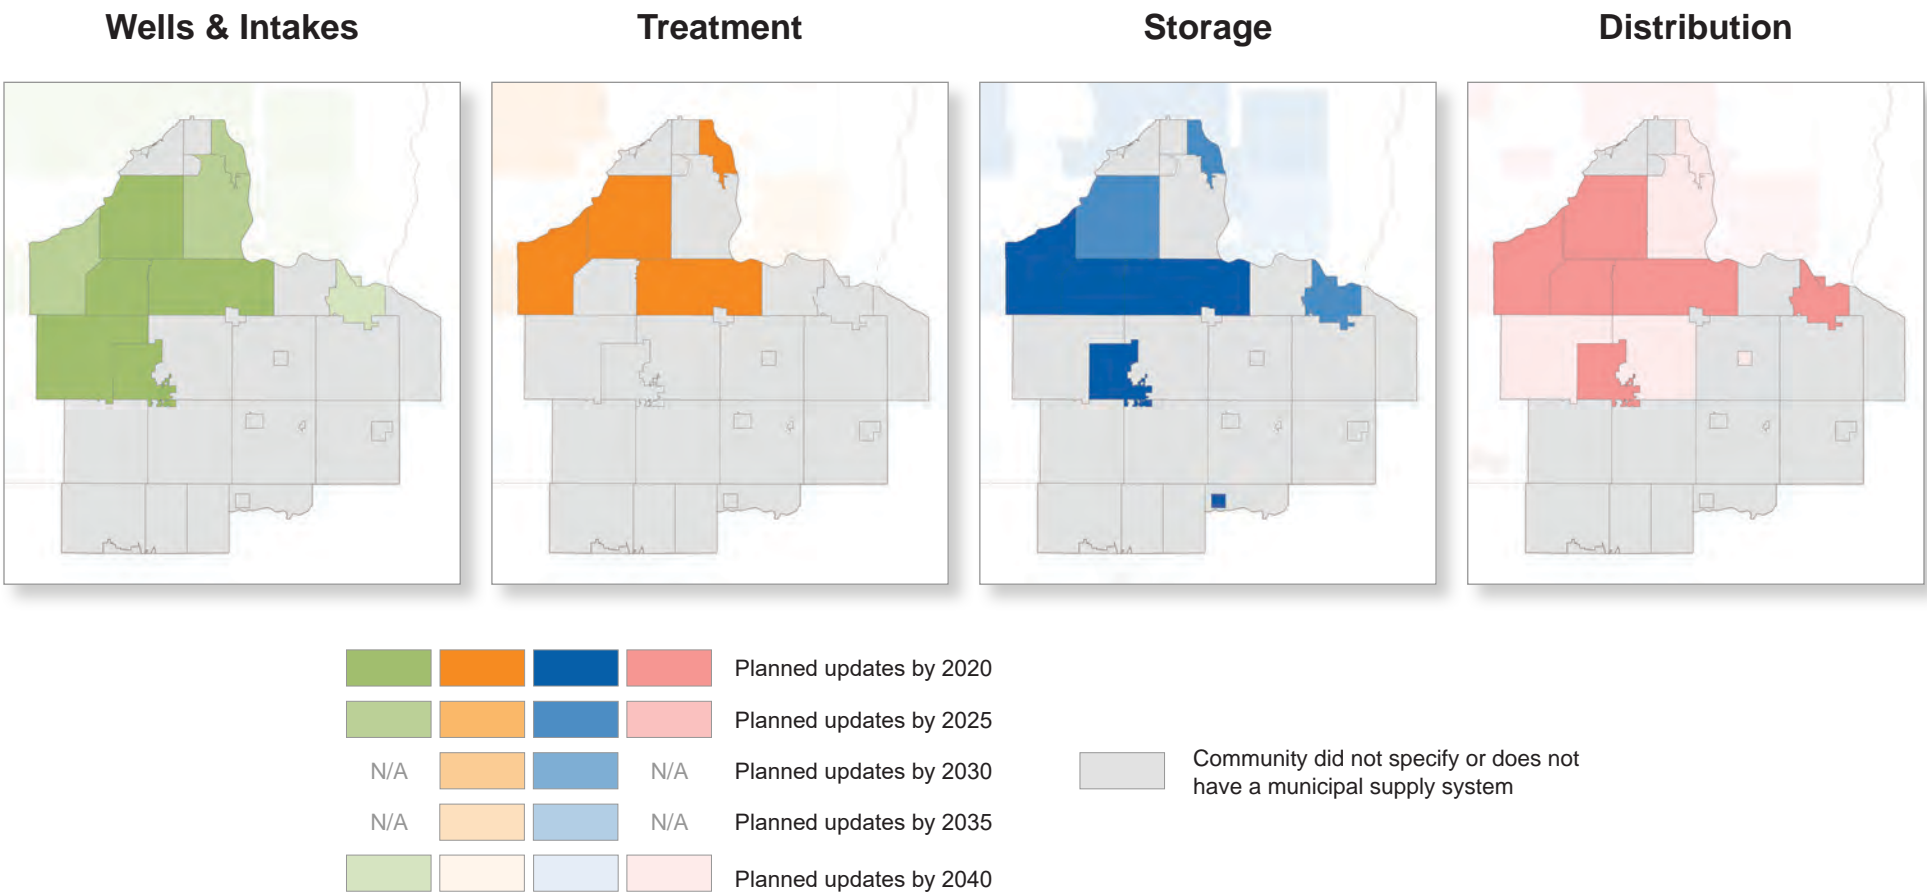 Wells & Intakes
Treatment
Storage
Distribution
Planned updates by 2020
Planned updates by 2025
N/A
N/A
Planned updates by 2030
N/A
N/A
Planned updates by 2035
Planned updates by 2040
Community did not specify or does not
have a municipal supply system